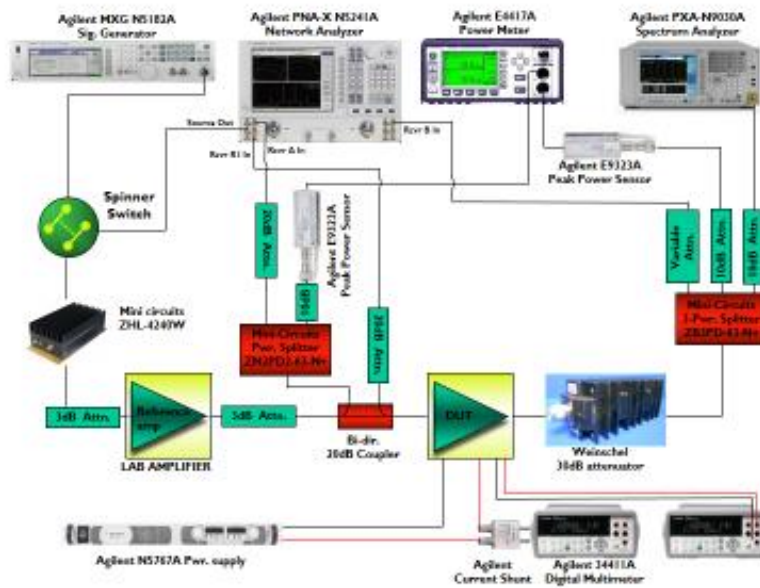 Agilent MXG N5182A
Sig. Generator
Agilent PNA-X N5241A
Network Analyzer
Agilent E4417A
Power Meter
Agilent PXA-N9030A
Spectrum Analyzer
Source Out
Rcvr A In
Rcvr R1 In
Rcvr B In
Agilent E9323A
Peak Power Sensor
Spinner
Switch
20dB Attn.
Agilent E9323A
Peak Power Sensor
10dB
20dB Attn.
Variable
Attn.
10dB Attn.
10dB Attn.
Mini circuits
ZHL-4240W
Mini-Circuits
Pwr. Splitter
Mini-Circuits
3-Pwr. Splitter
3dB Attn.
Reference
amp
3dB Attn.
DUT
LAB AMPLIFIER
Bi-dir.
20dB Coupler
Weinschel
30dB attenuator
Agilent N5767A Pwr. supply
Agilent
Current Shunt
Agilent 34411A
Digital Multimeter